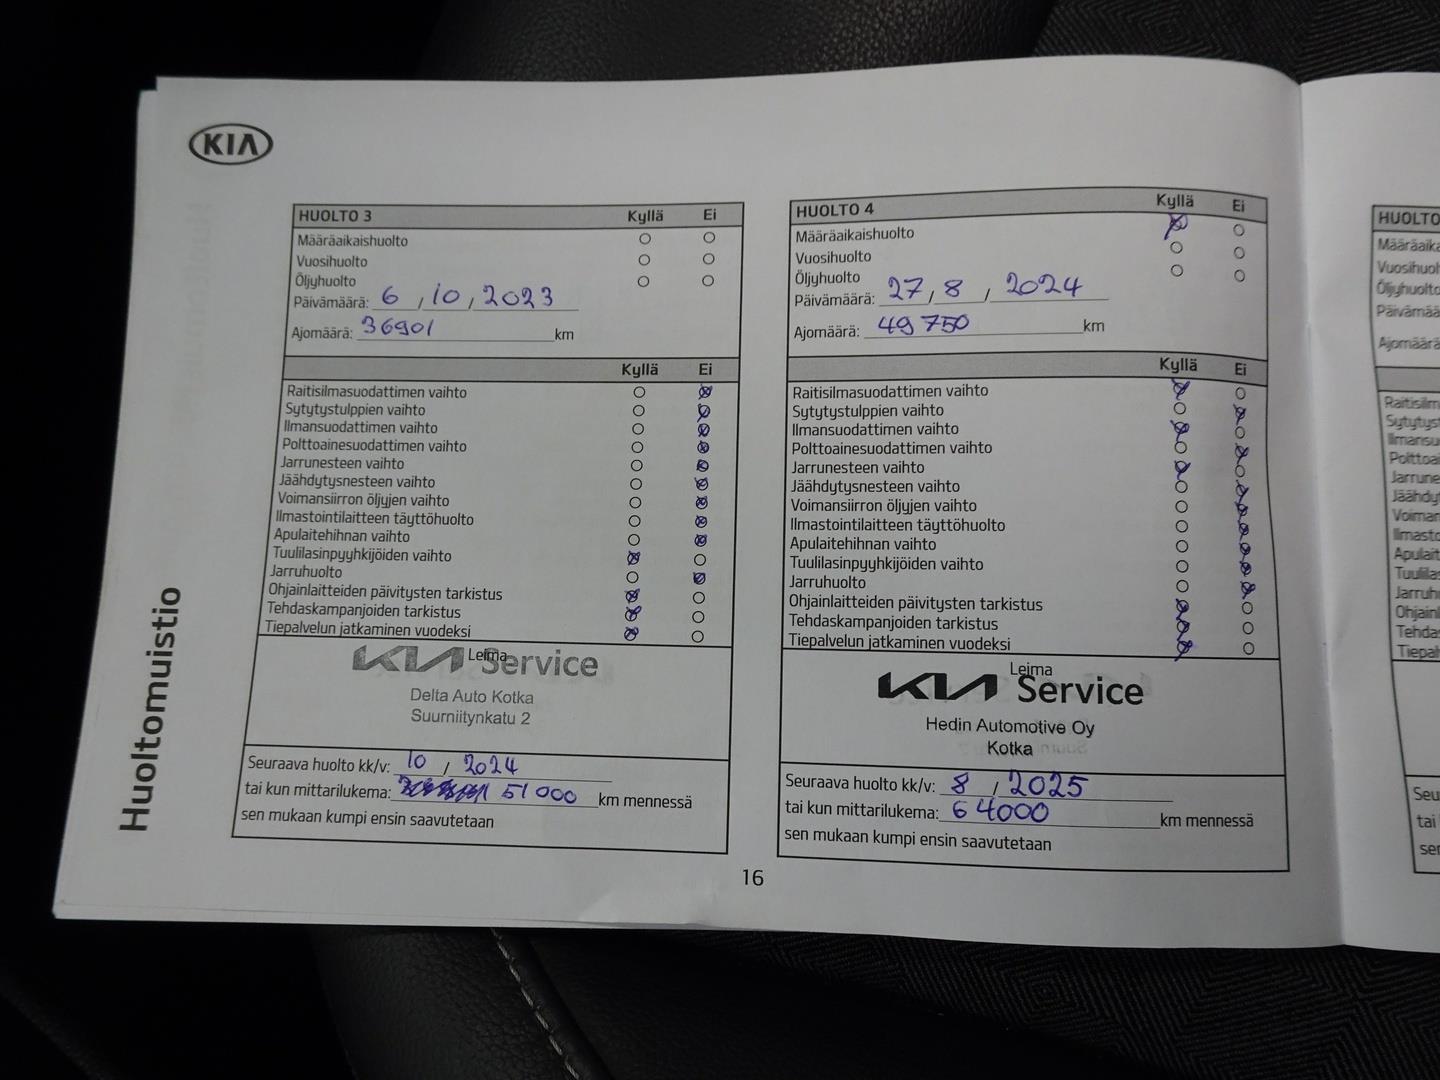 KIA
Huoltomuistio
HUOLTO 3 Kyllä Ei
Määräaikaishuolto
Vuosihuolto
Öljyhuolto
Päivämäärä: 6 / 10 / 2023
Ajomäärä: 36901 km
Kyllä Ei
Raitisilmasuodattimen vaihto
Sytytystulppien vaihto
Ilmansuodattimen vaihto
Polttoainesuodattimen vaihto
Jarrunesteen vaihto
Jäähdytysnesteen vaihto
Voimansiirron öljyjen vaihto
Ilmastointilaitteen täyttöhuolto
Apulaitehihnan vaihto
Tuulilasinpyyhkijöiden vaihto
Jarruhuolto
Ohjainlaitteiden päivitysten tarkistus
Tehdaskampanjoiden tarkistus
Tiepalvelun jatkaminen vuodeksi
Leima
KIA Service
Delta Auto Kotka
Suurniitynkatu 2
Seuraava huolto kk/v: 10 / 2024
tai kun mittarilukema: 51 000 km mennessä
sen mukaan kumpi ensin saavutetaan
HUOLTO 4 Kyllä Ei
Määräaikaishuolto
Vuosihuolto
Öljyhuolto
Päivämäärä: 27 / 8 / 2024
Ajomäärä: 49 750 km
Kyllä Ei
Raitisilmasuodattimen vaihto
Sytytystulppien vaihto
Ilmansuodattimen vaihto
Polttoainesuodattimen vaihto
Jarrunesteen vaihto
Jäähdytysnesteen vaihto
Voimansiirron öljyjen vaihto
Ilmastointilaitteen täyttöhuolto
Apulaitehihnan vaihto
Tuulilasinpyyhkijöiden vaihto
Jarruhuolto
Ohjainlaitteiden päivitysten tarkistus
Tehdaskampanjoiden tarkistus
Tiepalvelun jatkaminen vuodeksi
Leima
KIA Service
Hedin Automotive Oy
Kotka
Seuraava huolto kk/v: 8 / 2025
tai kun mittarilukema: 64000 km mennessä
sen mukaan kumpi ensin saavutetaan
16
HUOLTO